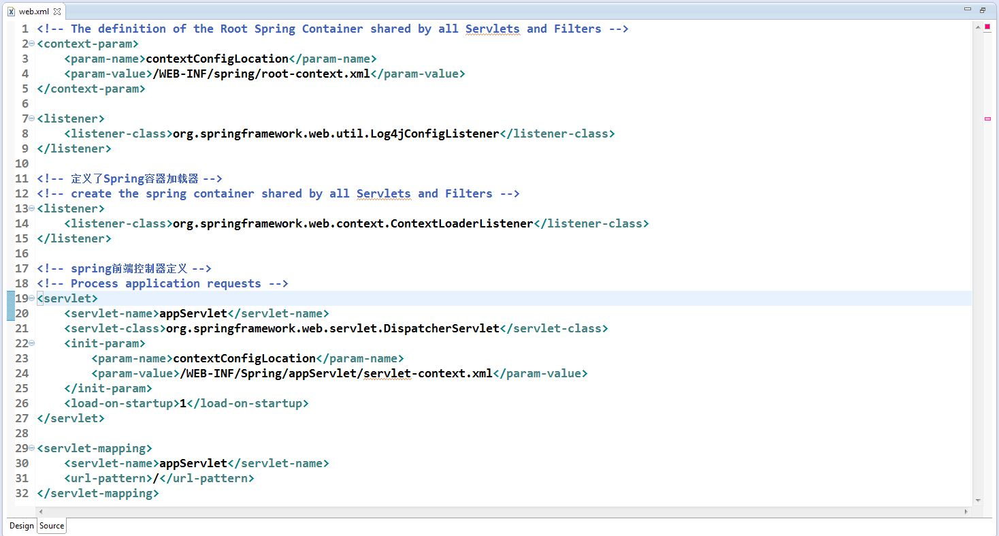 web.xml
1 <!-- The definition of the Root Spring Container shared by all Servlets and Filters -->
2 <context-param>
3     <param-name>contextConfigLocation</param-name>
4     <param-value>/WEB-INF/spring/root-context.xml</param-value>
5 </context-param>
6
7 <listener>
8     <listener-class>org.springframework.web.util.Log4jConfigListener</listener-class>
9 </listener>
10
11 <!-- 定义了Spring容器加载器 -->
12 <!-- create the spring container shared by all Servlets and Filters -->
13 <listener>
14     <listener-class>org.springframework.web.context.ContextLoaderListener</listener-class>
15 </listener>
16
17 <!-- spring前端控制器定义 -->
18 <!-- Process application requests -->
19 <servlet>
20     <servlet-name>appServlet</servlet-name>
21     <servlet-class>org.springframework.web.servlet.DispatcherServlet</servlet-class>
22     <init-param>
23         <param-name>contextConfigLocation</param-name>
24         <param-value>/WEB-INF/Spring/appServlet/servlet-context.xml</param-value>
25     </init-param>
26     <load-on-startup>1</load-on-startup>
27 </servlet>
28
29 <servlet-mapping>
30     <servlet-name>appServlet</servlet-name>
31     <url-pattern>/</url-pattern>
32 </servlet-mapping>
Design Source